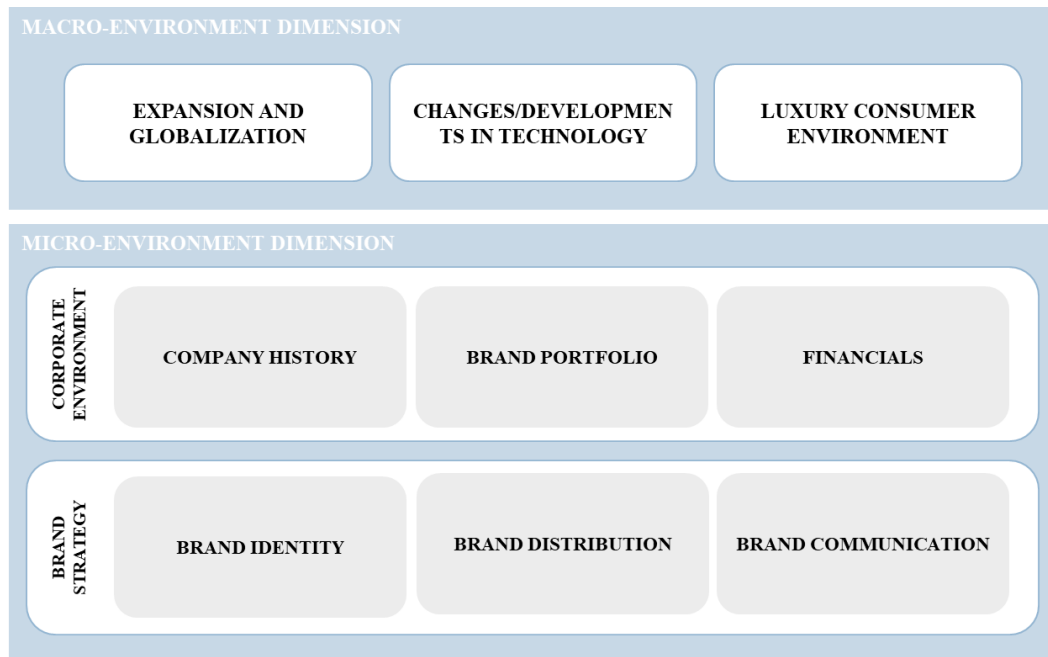 MACRO-ENVIRONMENT DIMENSION
EXPANSION AND
GLOBALIZATION
CHANGES/DEVELOPMEN
TS IN TECHNOLOGY
LUXURY CONSUMER
ENVIRONMENT
MICRO-ENVIRONMENT DIMENSION
CORPORATE
ENVIRONMENT
COMPANY HISTORY
BRAND PORTFOLIO
FINANCIALS
BRAND
STRATEGY
BRAND IDENTITY
BRAND DISTRIBUTION
BRAND COMMUNICATION